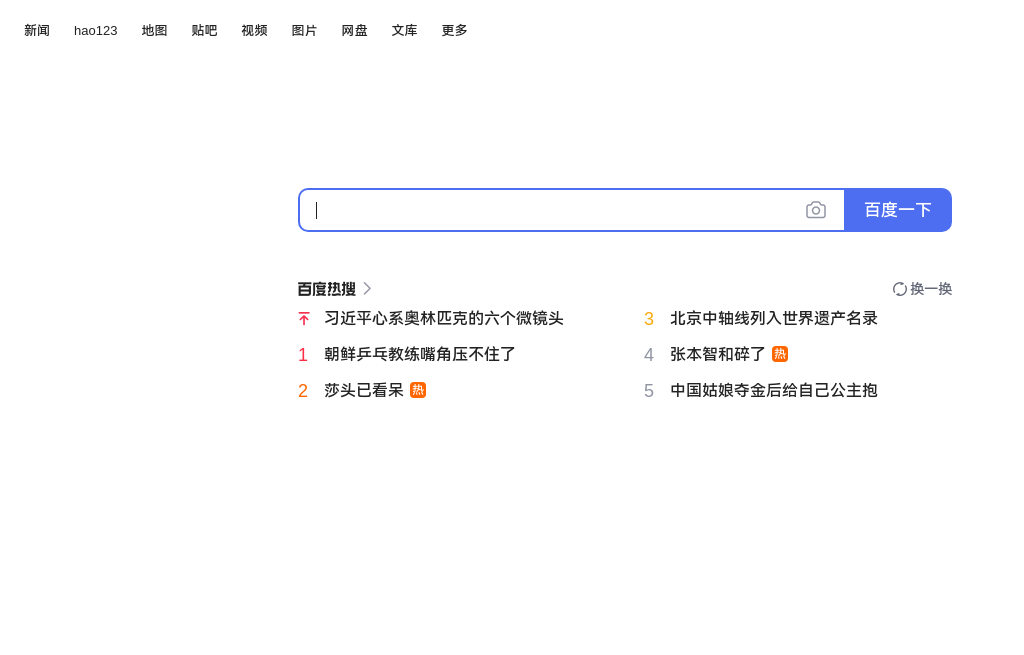 新闻 hao123 地图 贴吧 视频 图片 网盘 文库 更多
百度一下
百度热搜 换一换
习近平心系奥林匹克的六个微镜头
1 朝鲜乒乓教练嘴角压不住了
2 莎头已看呆 热
3 北京中轴线列入世界遗产名录
4 张本智和碎了 热
5 中国姑娘夺金后给自己公主抱